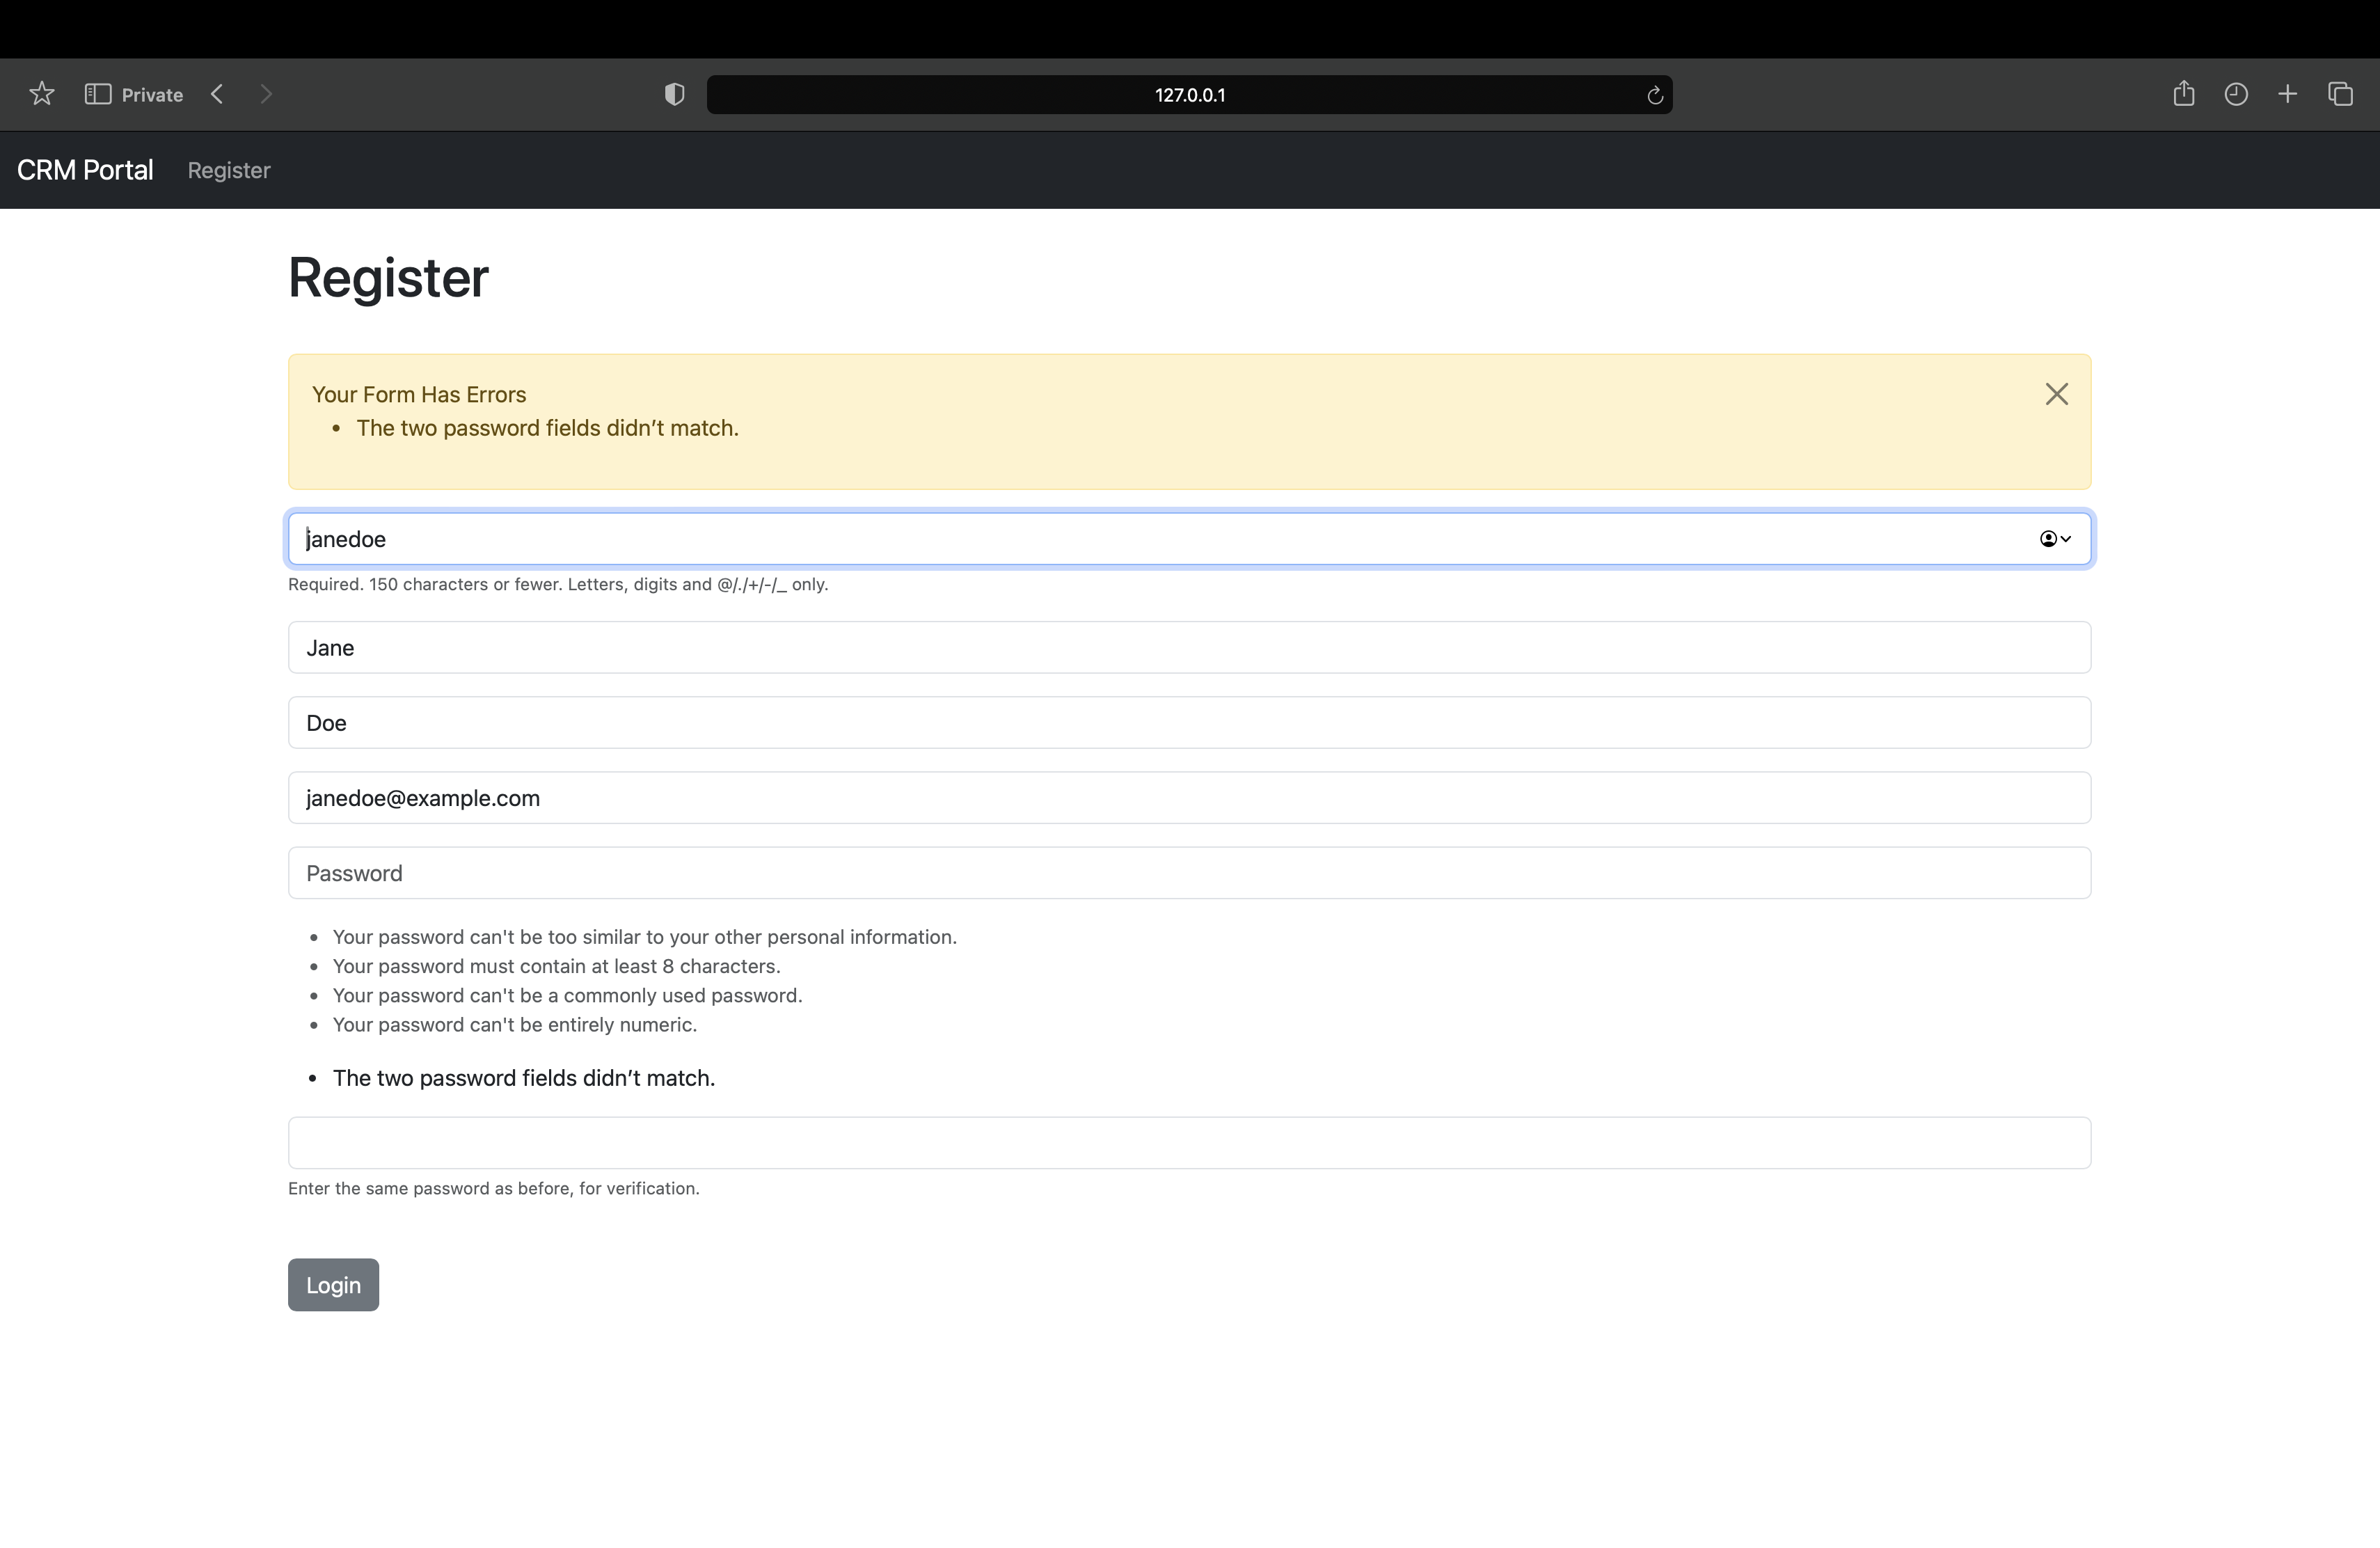 Private
127.0.0.1
CRM Portal Register
Register
Your Form Has Errors
• The two password fields didn’t match.
janedoe
Required. 150 characters or fewer. Letters, digits and @/./+/-/_ only.
Jane
Doe
janedoe@example.com
Password
• Your password can't be too similar to your other personal information.
• Your password must contain at least 8 characters.
• Your password can't be a commonly used password.
• Your password can't be entirely numeric.
• The two password fields didn’t match.
Enter the same password as before, for verification.
Login